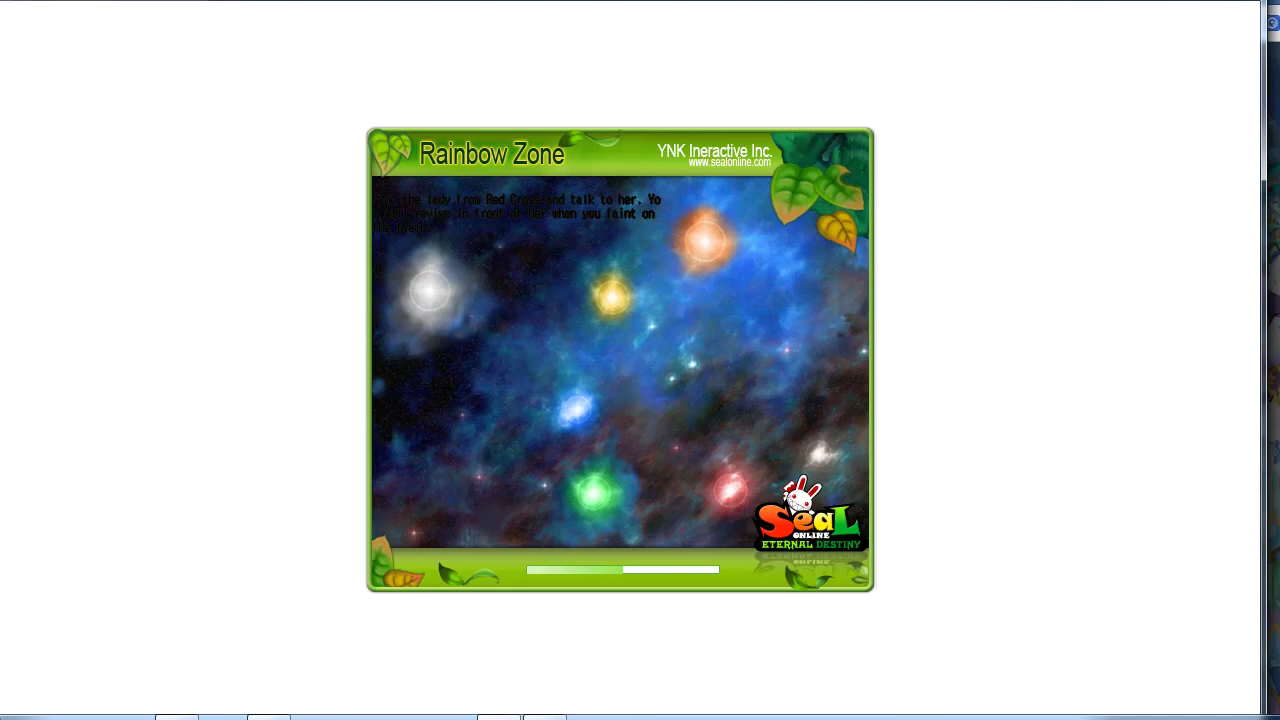 Rainbow Zone
YNK Ineractive Inc.
www.sealonline.com
the lady from Red Cross and talk to her. Yo
revive in front of her when you faint on
Seal
ONLINE
ETERNAL DESTINY